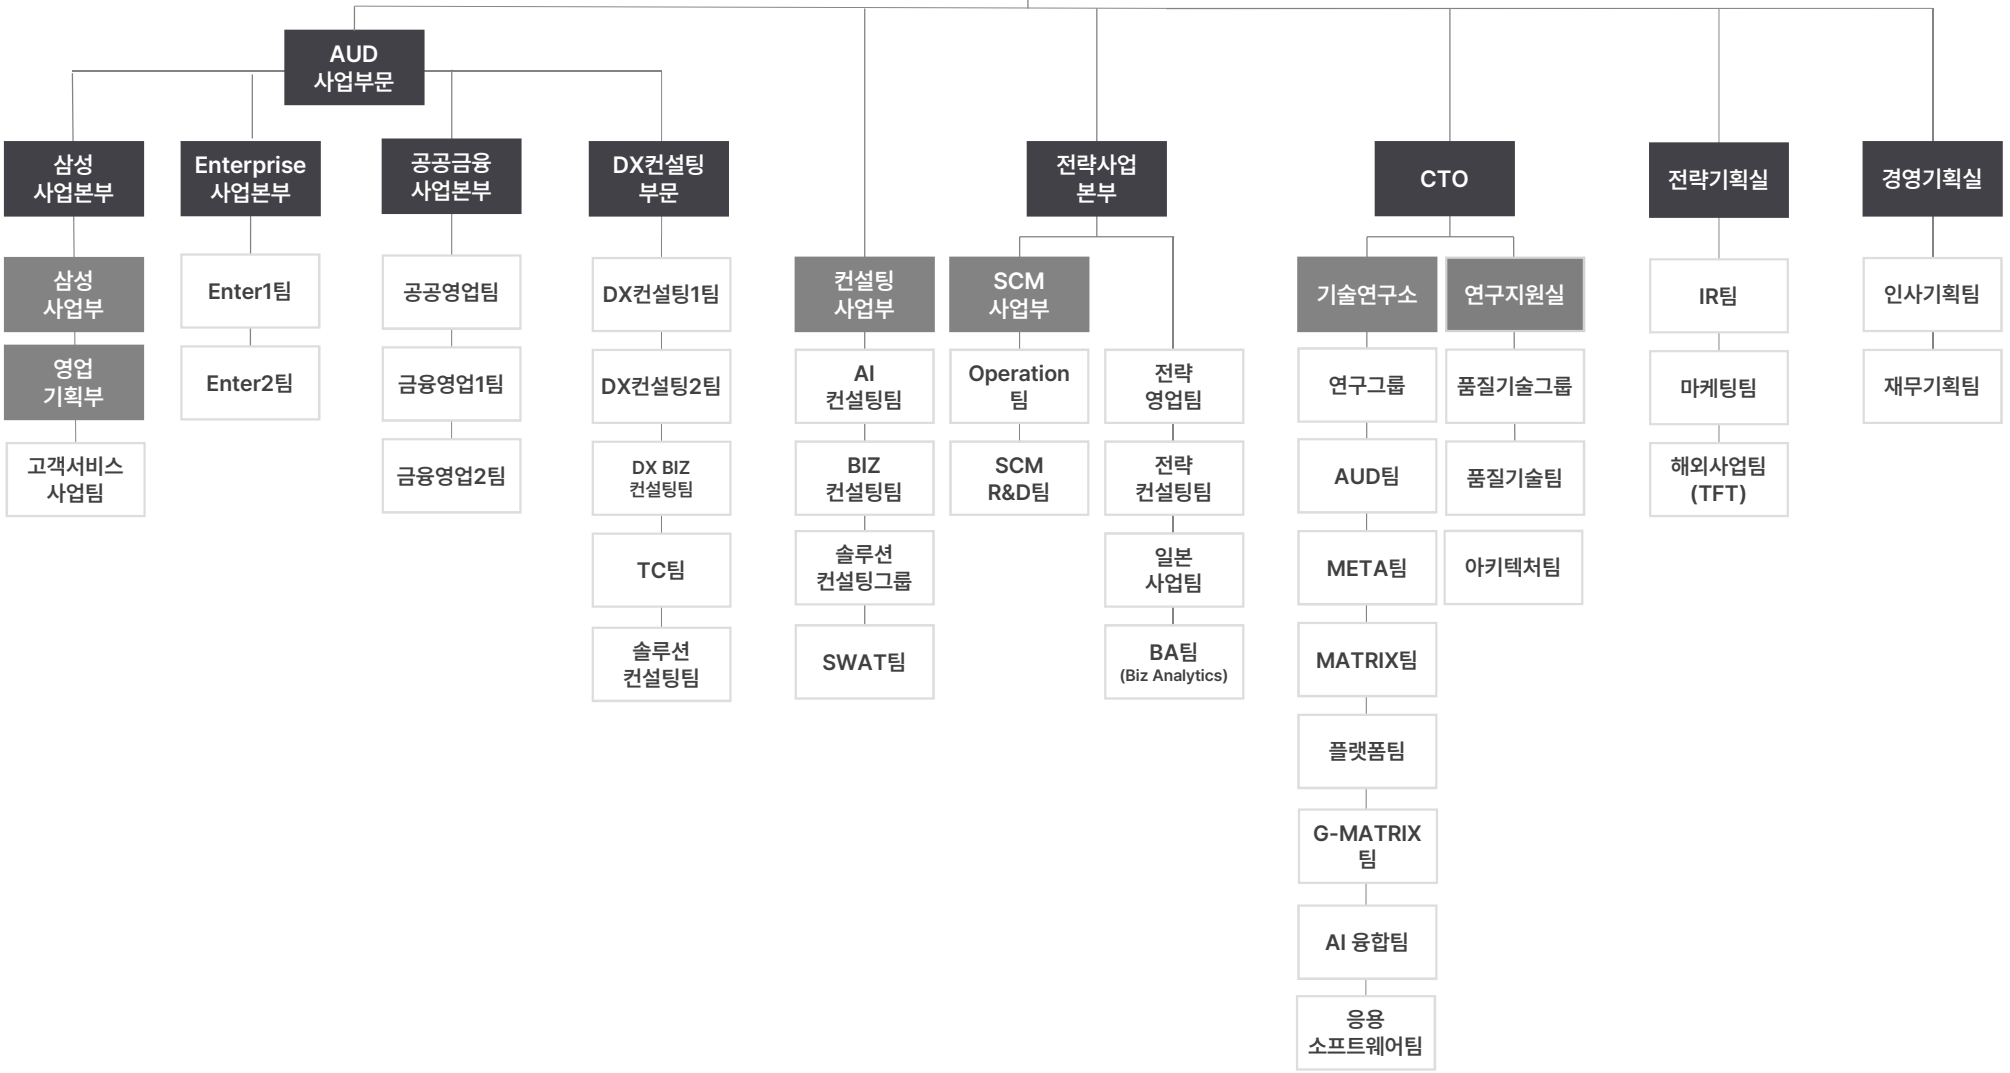 AUD
사업부문
삼성
사업본부
Enterprise
사업본부
공공금융
사업본부
DX컨설팅
부문
전략사업
본부
CTO
전략기획실
경영기획실
삼성
사업부
영업
기획부
고객서비스
사업팀
Enter1팀
Enter2팀
공공영업팀
금융영업1팀
금융영업2팀
DX컨설팅1팀
DX컨설팅2팀
DX BIZ
컨설팅팀
TC팀
솔루션
컨설팅팀
컨설팅
사업부
AI
컨설팅팀
BIZ
컨설팅팀
솔루션
컨설팅그룹
SWAT팀
SCM
사업부
Operation
팀
SCM
R&D팀
전략
영업팀
전략
컨설팅팀
일본
사업팀
BA팀
(Biz Analytics)
기술연구소
연구그룹
AUD팀
META팀
MATRIX팀
플랫폼팀
G-MATRIX
팀
AI 융합팀
응용
소프트웨어팀
연구지원실
품질기술그룹
품질기술팀
아키텍처팀
IR팀
마케팅팀
해외사업팀
(TFT)
인사기획팀
재무기획팀